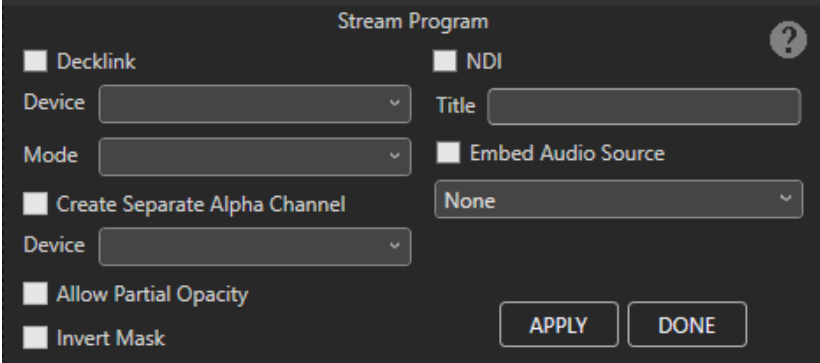 Stream Program
?
Decklink
Device
Mode
Create Separate Alpha Channel
Device
Allow Partial Opacity
Invert Mask
NDI
Title
Embed Audio Source
None
APPLY
DONE